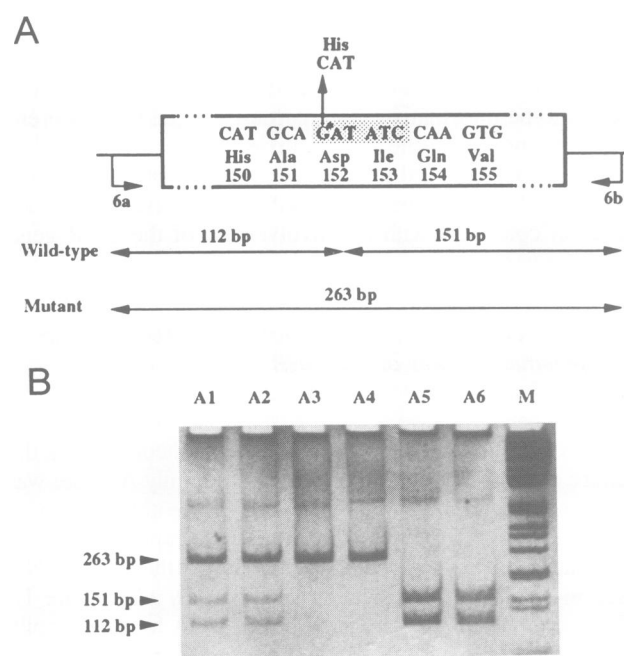 A
His
CAT
CAT GCA GAT ATC CAA GTG
His Ala Asp Ile Gln Val
150 151 152 153 154 155
6a 6b
112 bp 151 bp
Wild-type
263 bp
Mutant
B
A1 A2 A3 A4 A5 A6 M
263 bp
151 bp
112 bp